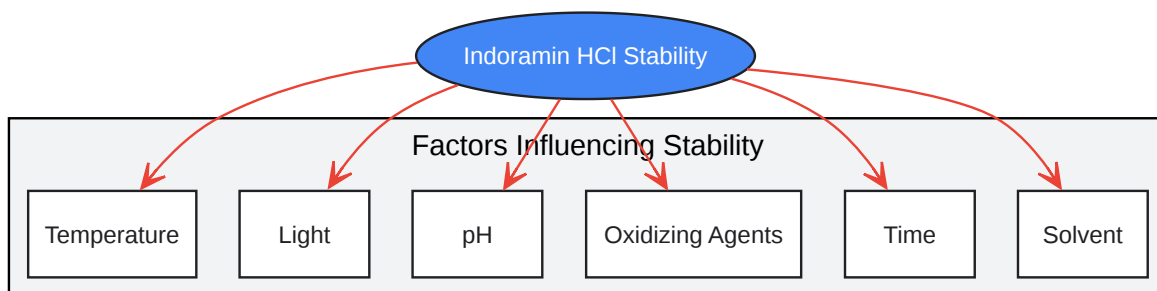 Indoramin HCl Stability
Factors Influencing Stability
Temperature
Light
pH
Oxidizing Agents
Time
Solvent